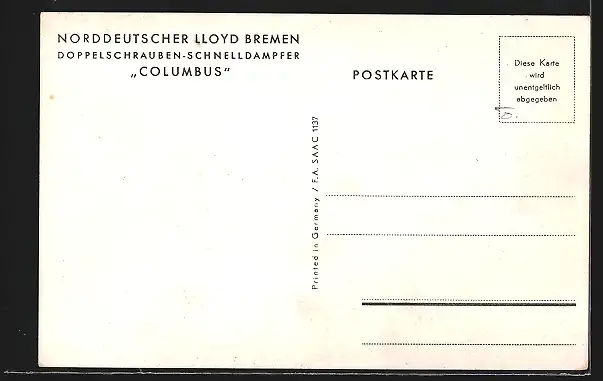 NORDDEUTSCHER LLOYD BREMEN
DOPPELSCHRAUBEN-SCHNELLDAMPFER
„COLUMBUS“
POSTKARTE
Diese Karte
wird
unentgeltlich
abgegeben
Printed in Germany / F.A. SAAC 1137